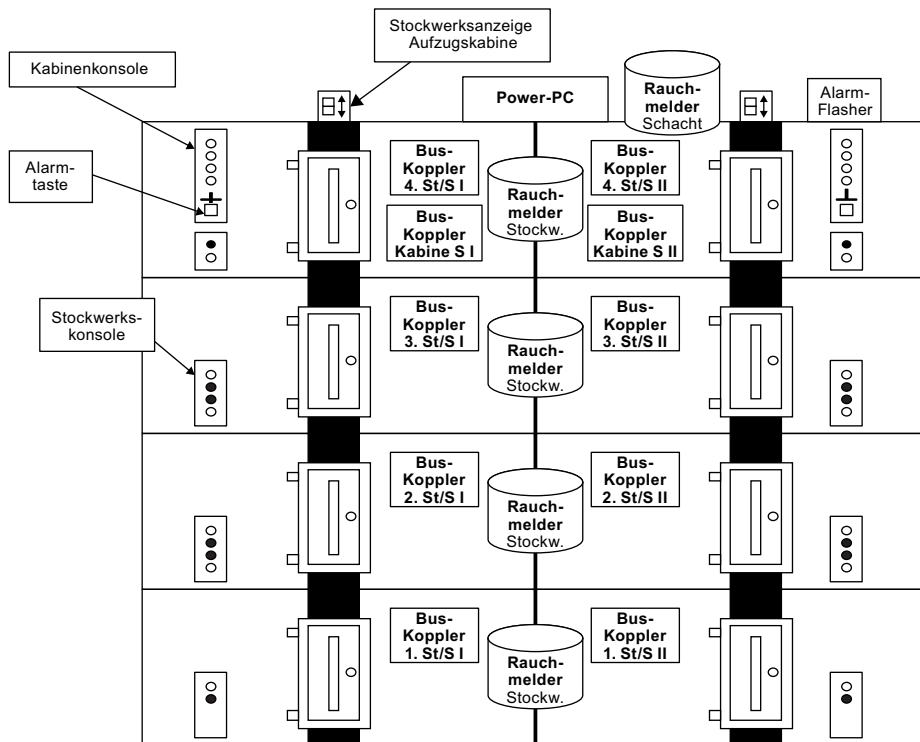 Stockwerksanzeige
Aufzugskabine
Kabinenkonsole
Power-PC
Rauch-
melder
Schacht
Alarm-
Flasher
Alarm-
taste
Bus-
Koppler
4. St/S I
Rauch-
melder
Stockw.
Bus-
Koppler
4. St/S II
Bus-
Koppler
Kabine S I
Bus-
Koppler
Kabine S II
Stockwerks-
konsole
Bus-
Koppler
3. St/S I
Rauch-
melder
Stockw.
Bus-
Koppler
3. St/S II
Bus-
Koppler
2. St/S I
Rauch-
melder
Stockw.
Bus-
Koppler
2. St/S II
Bus-
Koppler
1. St/S I
Rauch-
melder
Stockw.
Bus-
Koppler
1. St/S II